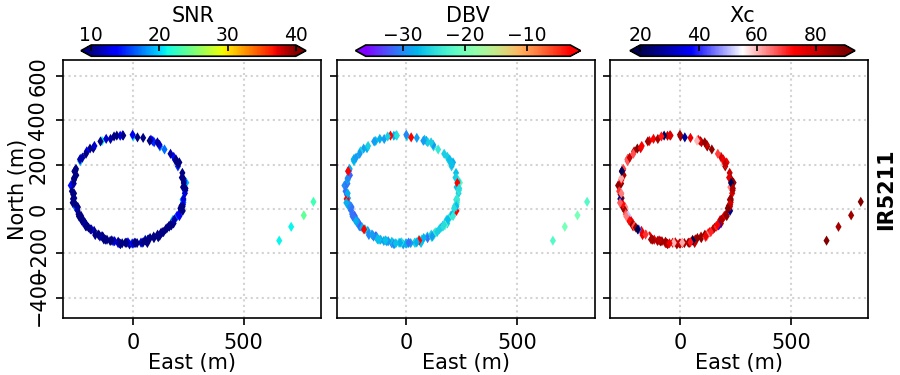 SNR
DBV
Xc
10 20 30 40
−30 −20 −10
20 40 60 80
North (m)
600
400
200
0
−200
−400
0 500
0 500
0 500
East (m)
East (m)
East (m)
IR5211